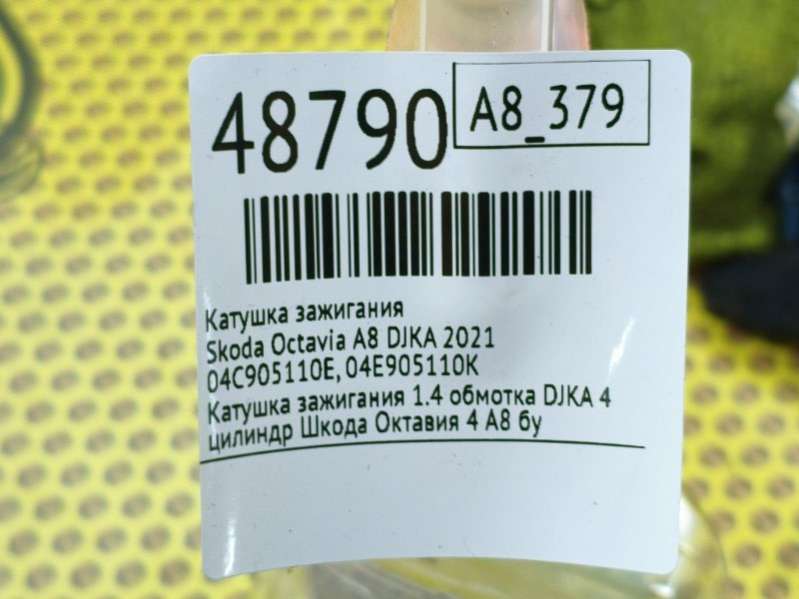 48790
A8_379
Катушка зажигания
Skoda Octavia A8 DJKA 2021
04C905110E, 04E905110K
Катушка зажигания 1.4 обмотка DJKA 4
цилиндр Шкода Октавия 4 А8 бу